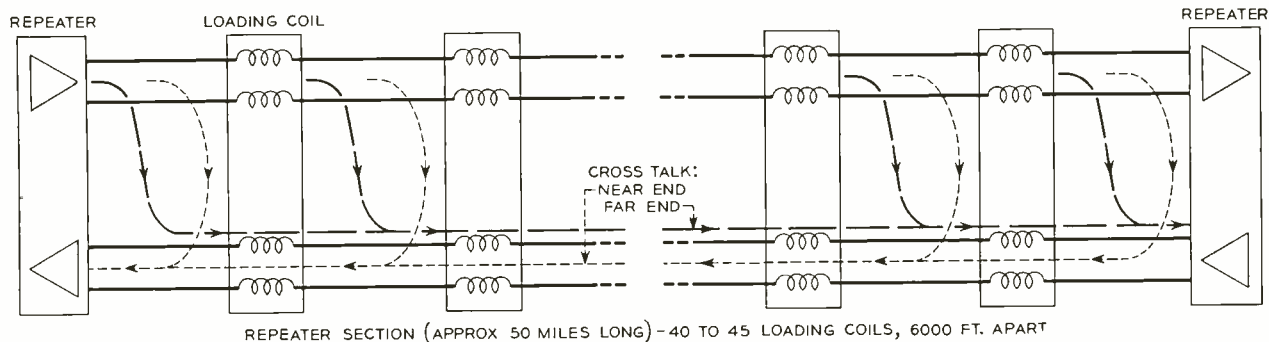 REPEATER
LOADING COIL
REPEATER
CROSS TALK:
NEAR END
FAR END
REPEATER SECTION (APPROX 50 MILES LONG) - 40 TO 45 LOADING COILS, 6000 FT. APART